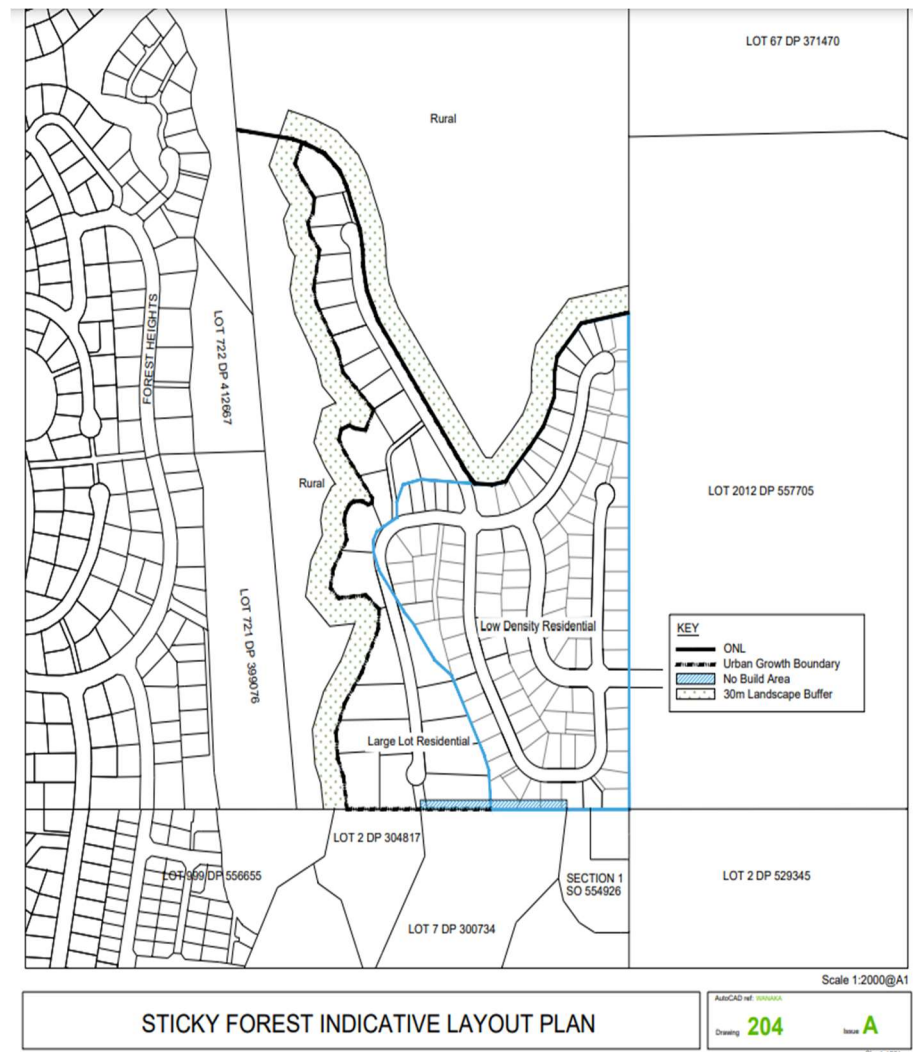 LOT 67 DP 371470
Rural
FOREST HEIGHTS
LOT 722 DP 412667
Rural
LOT 2012 DP 557705
LOT 721 DP 399076
Low Density Residential
KEY
ONL
Urban Growth Boundary
No Build Area
30m Landscape Buffer
Large Lot Residential
LOT 2 DP 304817
LOT 999 DP 556655
SECTION 1
SO 554926
LOT 2 DP 529345
LOT 7 DP 300734
Scale 1:2000@A1
STICKY FOREST INDICATIVE LAYOUT PLAN
AutoCAD ref: WANAKA
Drawing 204 Issue A